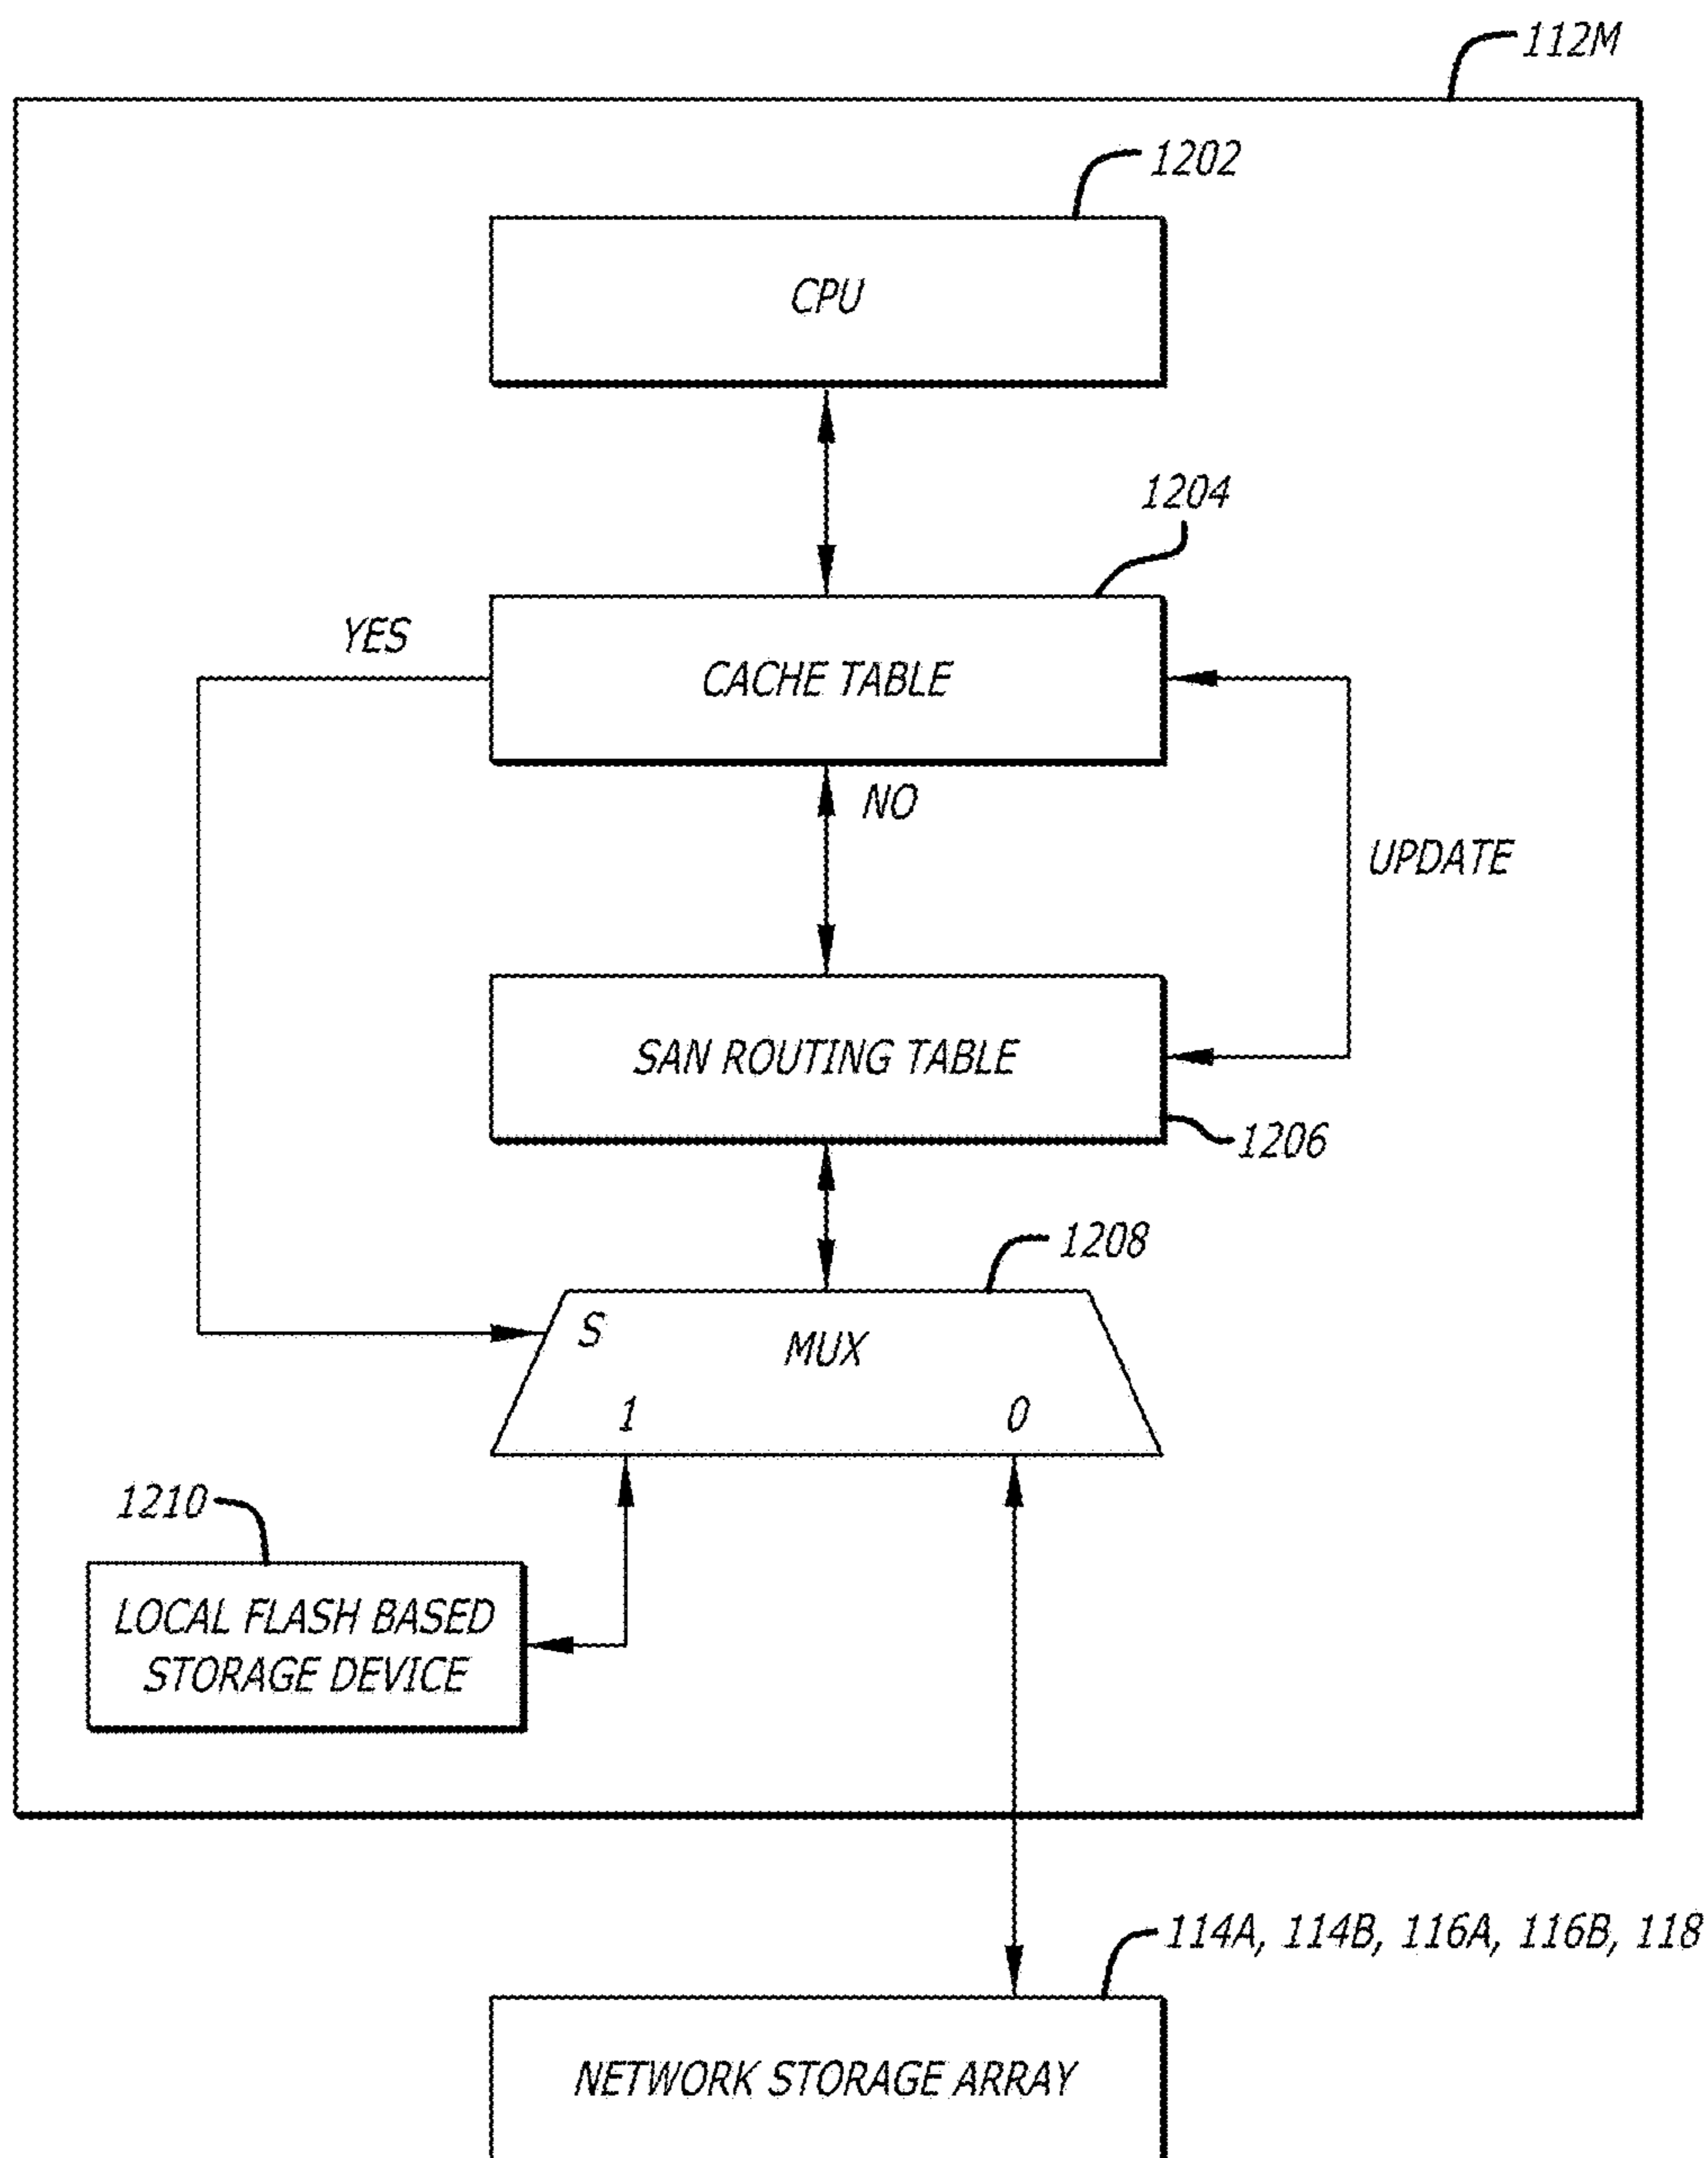 112M
1202
CPU
1204
YES
CACHE TABLE
NO
UPDATE
SAN ROUTING TABLE
1206
1208
S
MUX
1
0
1210
LOCAL FLASH BASED
STORAGE DEVICE
114A, 114B, 116A, 116B, 118
NETWORK STORAGE ARRAY